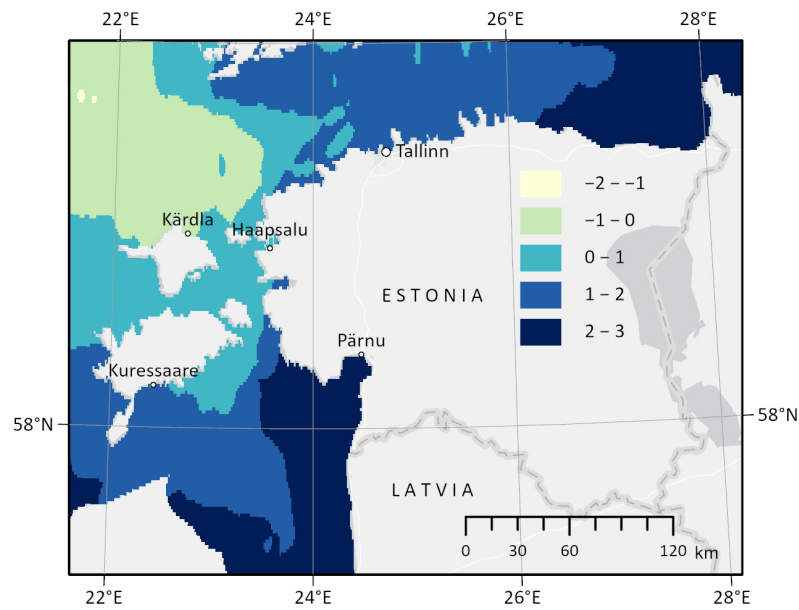 22°E 24°E 26°E 28°E
Tallinn
−2 – −1
−1 – 0
Kärdla
Haapsalu
0 – 1
ESTONIA
1 – 2
2 – 3
Pärnu
Kuressaare
58°N
58°N
LATVIA
0 30 60 120 km
22°E 24°E 26°E 28°E